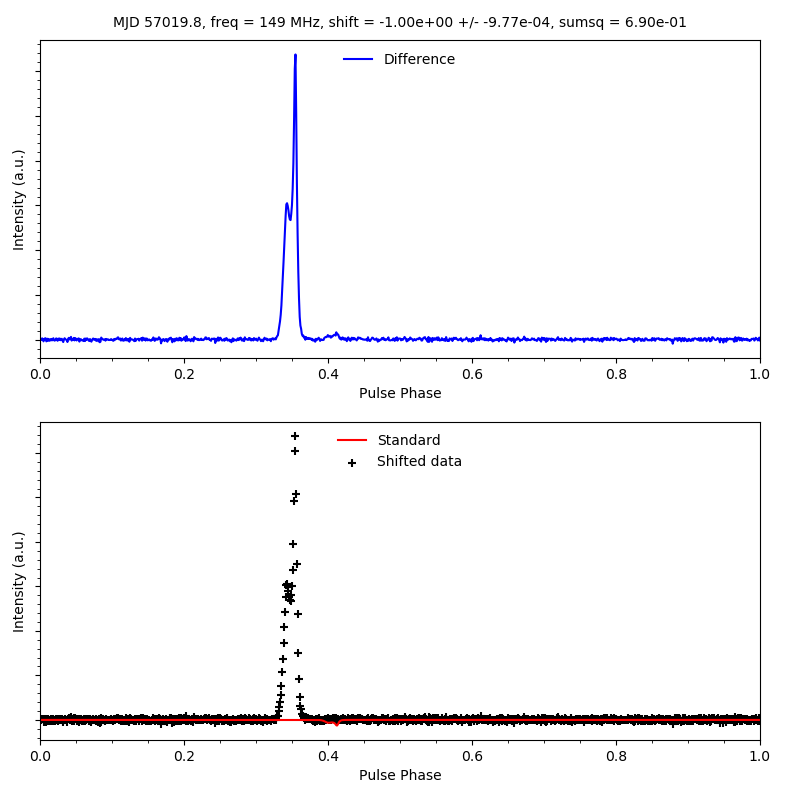 MJD 57019.8, freq = 149 MHz, shift = -1.00e+00 +/- -9.77e-04, sumsq = 6.90e-01
Difference
Intensity (a.u.)
0.0 0.2 0.4 0.6 0.8 1.0
Pulse Phase
Standard
Shifted data
Intensity (a.u.)
0.0 0.2 0.4 0.6 0.8 1.0
Pulse Phase